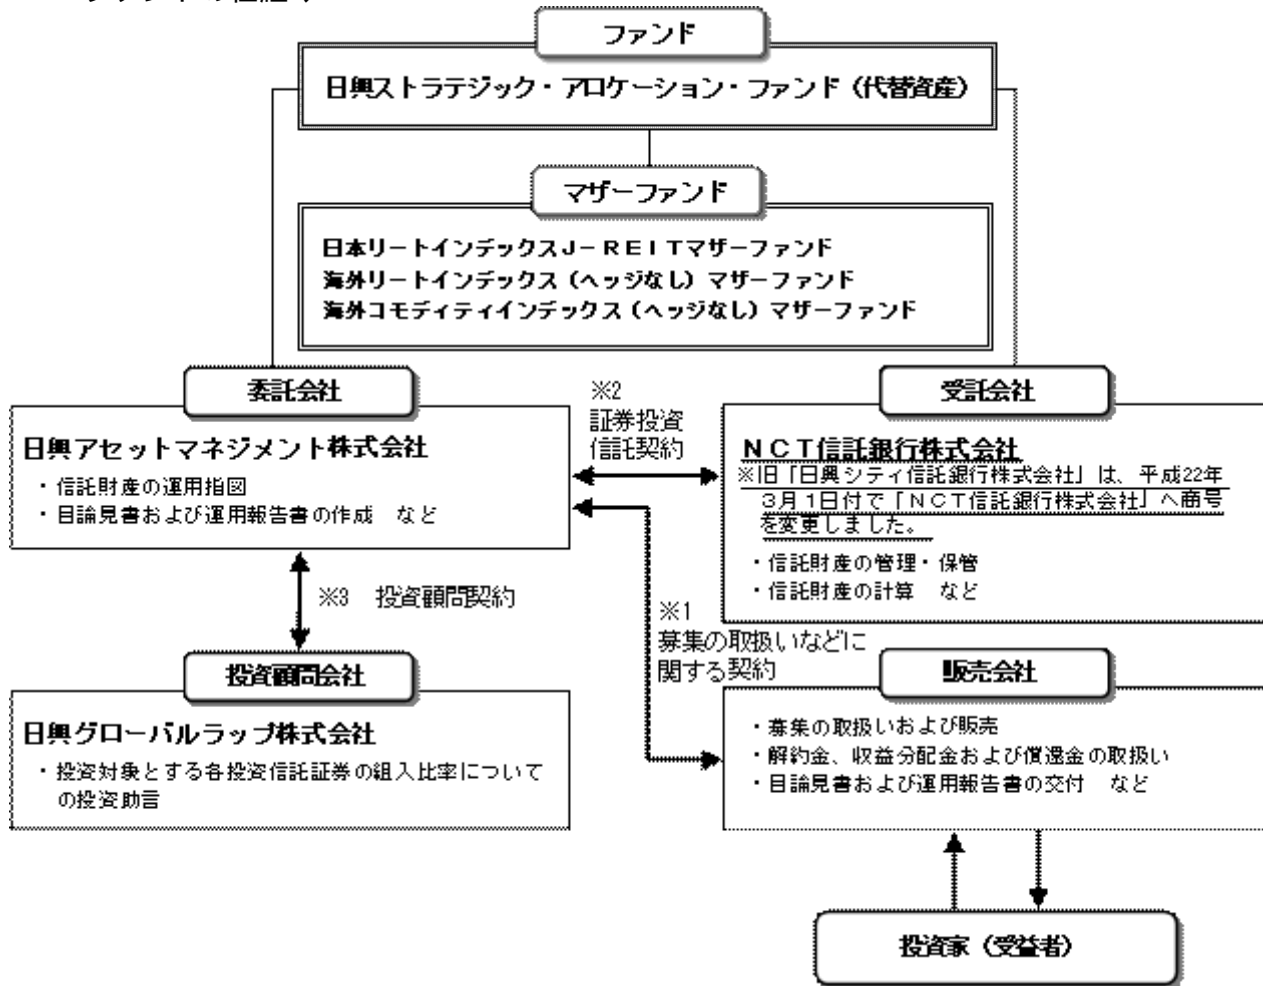 ファンド
日興ストラテジック・アロケーション・ファンド（代替資産）
マザーファンド
日本リートインデックスＪ－ＲＥＩＴマザーファンド
海外リートインデックス（ヘッジなし）マザーファンド
海外コモディティインデックス（ヘッジなし）マザーファンド
委託会社
日興アセットマネジメント株式会社
・信託財産の運用指図
・目論見書および運用報告書の作成　など
※2
証券投資
信託契約
受託会社
ＮＣＴ信託銀行株式会社
※旧「日興シティ信託銀行株式会社」は、平成22年
3月1日付で「ＮＣＴ信託銀行株式会社」へ商号
を変更しました。
・信託財産の管理・保管
・信託財産の計算　など
※3　投資顧問契約
※1
募集の取扱いなどに
関する契約
投資顧問会社
日興グローバルラップ株式会社
・投資対象とする各投資信託証券の組入比率について
の投資助言
販売会社
・募集の取扱いおよび販売
・解約金、収益分配金および償還金の取扱い
・目論見書および運用報告書の交付　など
投資家（受益者）